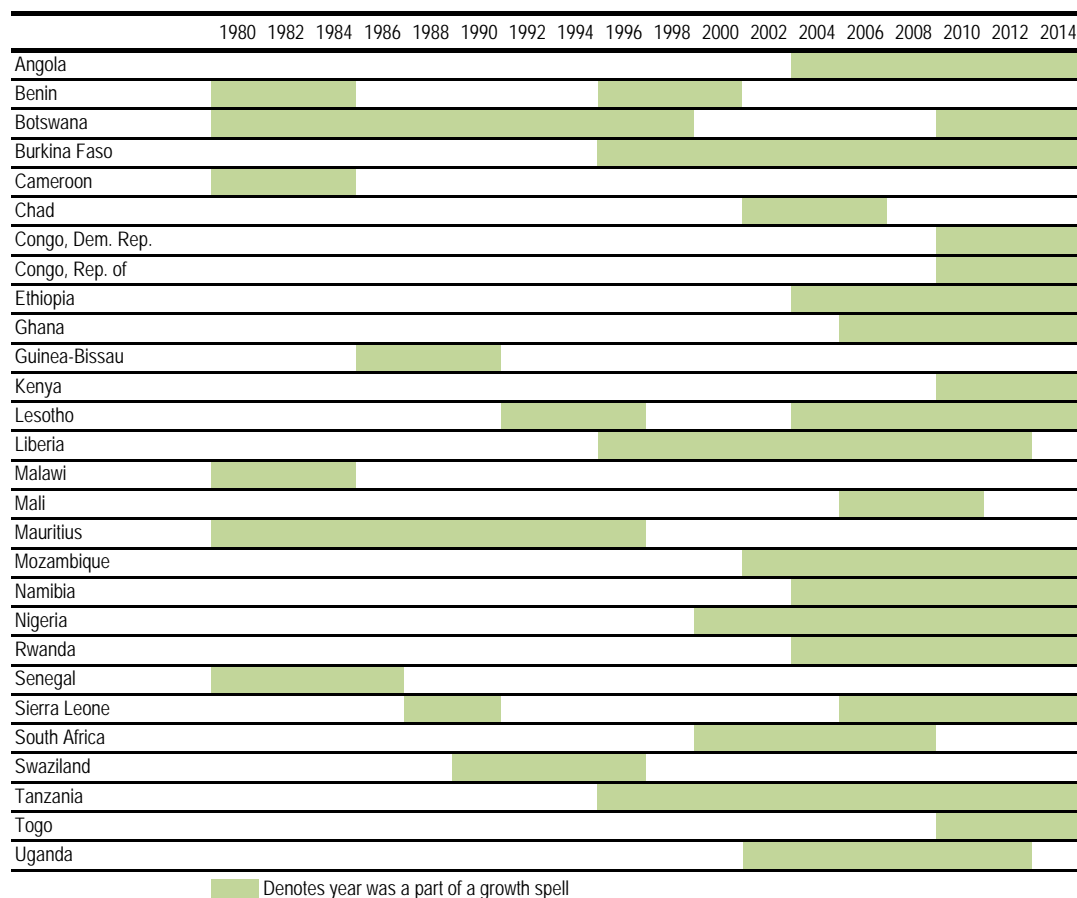 1980 1982 1984 1986 1988 1990 1992 1994 1996 1998 2000 2002 2004 2006 2008 2010 2012 2014
Angola
Benin
Botswana
Burkina Faso
Cameroon
Chad
Congo, Dem. Rep.
Congo, Rep. of
Ethiopia
Ghana
Guinea-Bissau
Kenya
Lesotho
Liberia
Malawi
Mali
Mauritius
Mozambique
Namibia
Nigeria
Rwanda
Senegal
Sierra Leone
South Africa
Swaziland
Tanzania
Togo
Uganda
Denotes year was a part of a growth spell